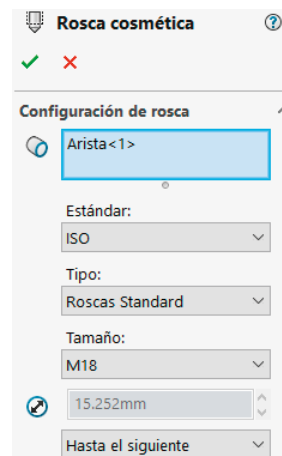 Rosca cosmética
Configuración de rosca
Arista<1>
Estándar:
ISO
Tipo:
Roscas Standard
Tamaño:
M18
15.252mm
Hasta el siguiente